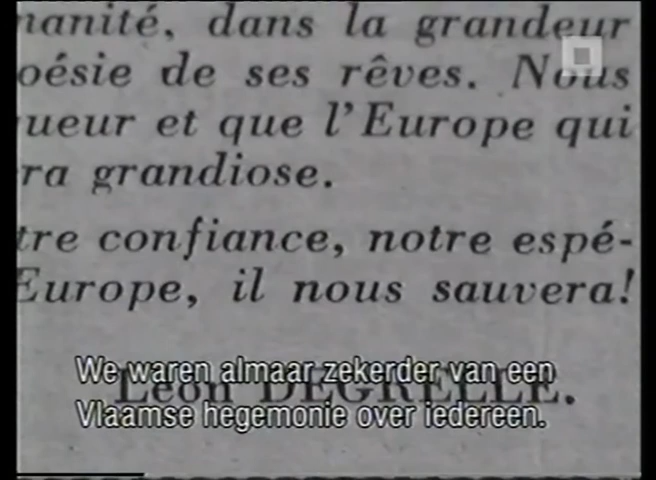 nanité, dans la grandeur
oésie de ses rêves. Nous
ueur et que l'Europe qui
ra grandiose.
tre confiance, notre espé-
Europe, il nous sauvera!
Léon DEGRELLE.
We waren almaar zekerder van een
Vlaamse hegemonie over iedereen.